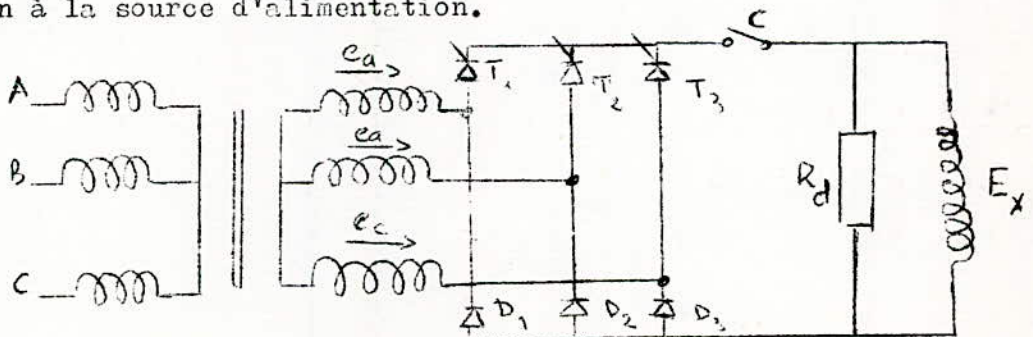 n à la source d'alimentation.
C
A
ea
T1
T2
T3
B
ea
Rd
Ex
C
ec
D1
D2
D3